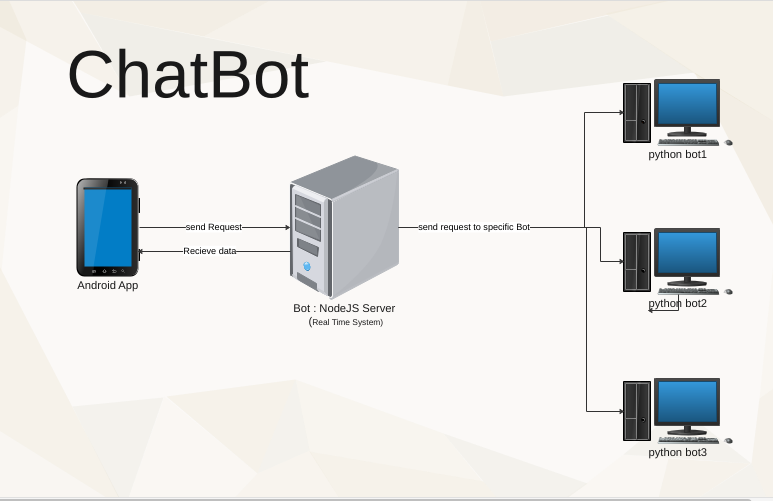 ChatBot
python bot1
send Request
send request to specific Bot
Recieve data
Android App
Bot : NodeJS Server
(Real Time System)
python bot2
python bot3